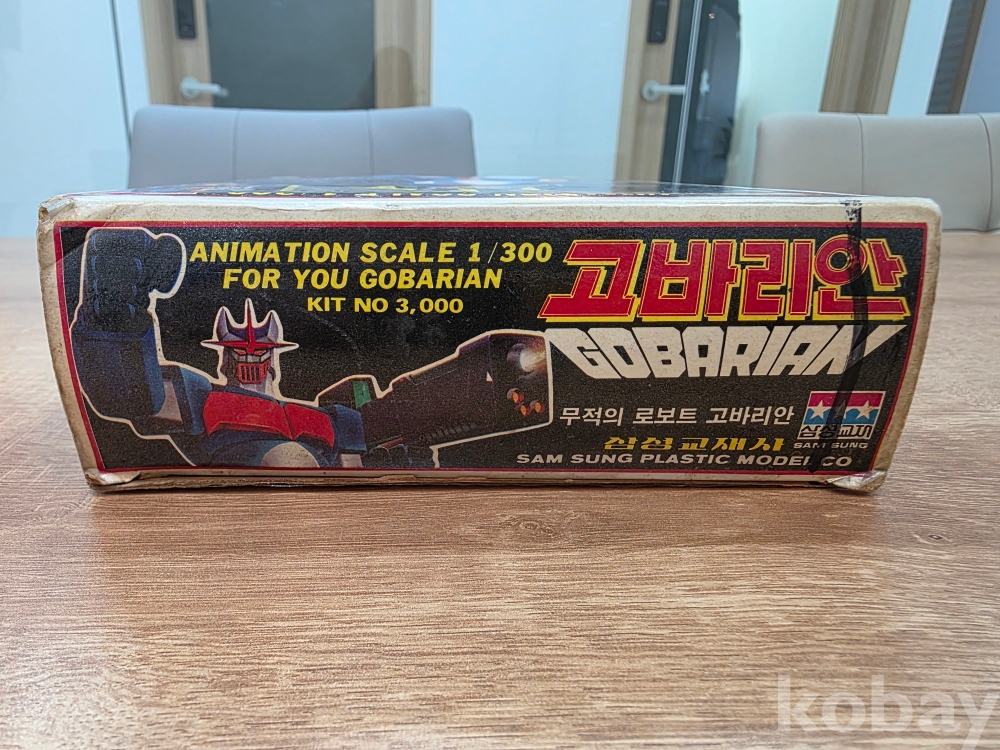 ANIMATION SCALE 1/300
FOR YOU GOBARIAN
KIT NO 3,000
고바리안
GOBARIAN
무적의 로보트 고바리안
삼성교재사
SAM SUNG PLASTIC MODEL CO
삼성교재
SAM SUNG
kobay